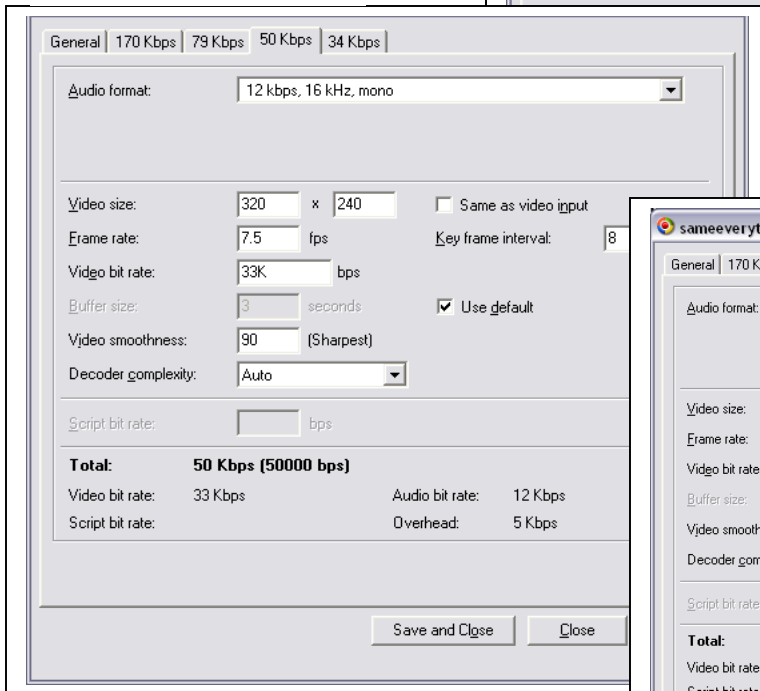 General 170 Kbps 79 Kbps 50 Kbps 34 Kbps
Audio format: 12 kbps, 16 kHz, mono
Video size: 320 x 240 Same as video input
Frame rate: 7.5 fps Key frame interval: 8
Video bit rate: 33K bps
Buffer size: 3 seconds Use default
Video smoothness: 90 (Sharpest)
Decoder complexity: Auto
Script bit rate: bps
Total: 50 Kbps (50000 bps)
Video bit rate: 33 Kbps Audio bit rate: 12 Kbps
Script bit rate: Overhead: 5 Kbps
Save and Close Close
sameeveryt
General 170 K
Audio format:
Video size:
Frame rate:
Video bit rate
Buffer size:
Video smooth
Decoder com
Script bit rate
Total:
Video bit rate